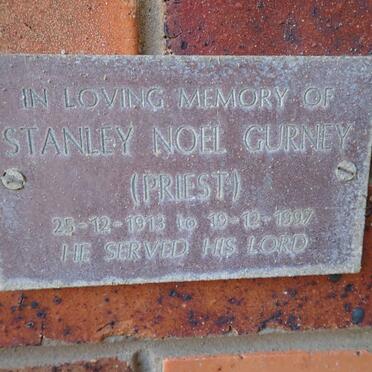 IN LOVING MEMORY OF
STANLEY NOEL GURNEY
(PRIEST)
25-12-1913 to 19-12-1997
HE SERVED HIS LORD